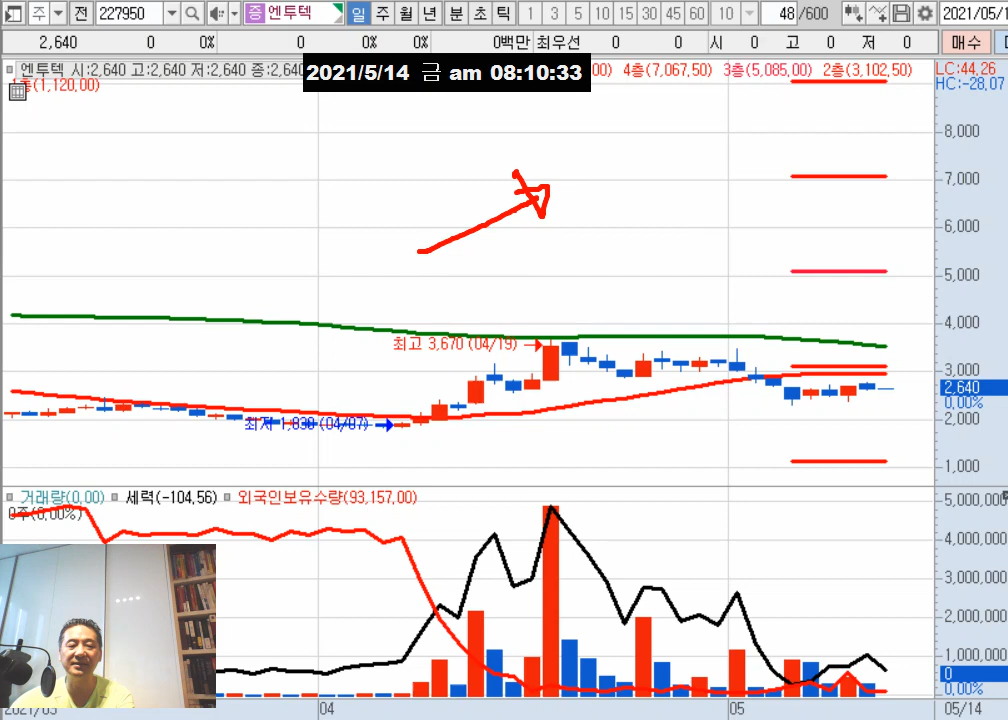 주 전 227950 증 엔투텍 일 주 월 년 분 초 틱 1 3 5 10 15 30 45 60 10 48 /600 2021/05/1
2,640 0 0% 0 0% 0% 0백만 최우선 0 0 시 0 고 0 저 0 매수
엔투텍 시:2,640 고:2,640 저:2,640 종:2,640 2021/5/14 금 am 08:10:33 00) 4층(7,067,50) 3층(5,085,00) 2층(3,102,50) LC:44,26
층(1,120,00) HC:-28,07
8,000
7,000
6,000
5,000
4,000
최고 3,670 (04/19)
3,000
2,640
0,00%
2,000
최저 1,830 (04/07)
1,000
거래량(0,00) 세력(-104,56) 외국인보유수량(93,157,00) 5,000,000
0주(0,00%)
4,000,000
3,000,000
2,000,000
1,000,000
0
0,00%
2021/03 04 05 05/14